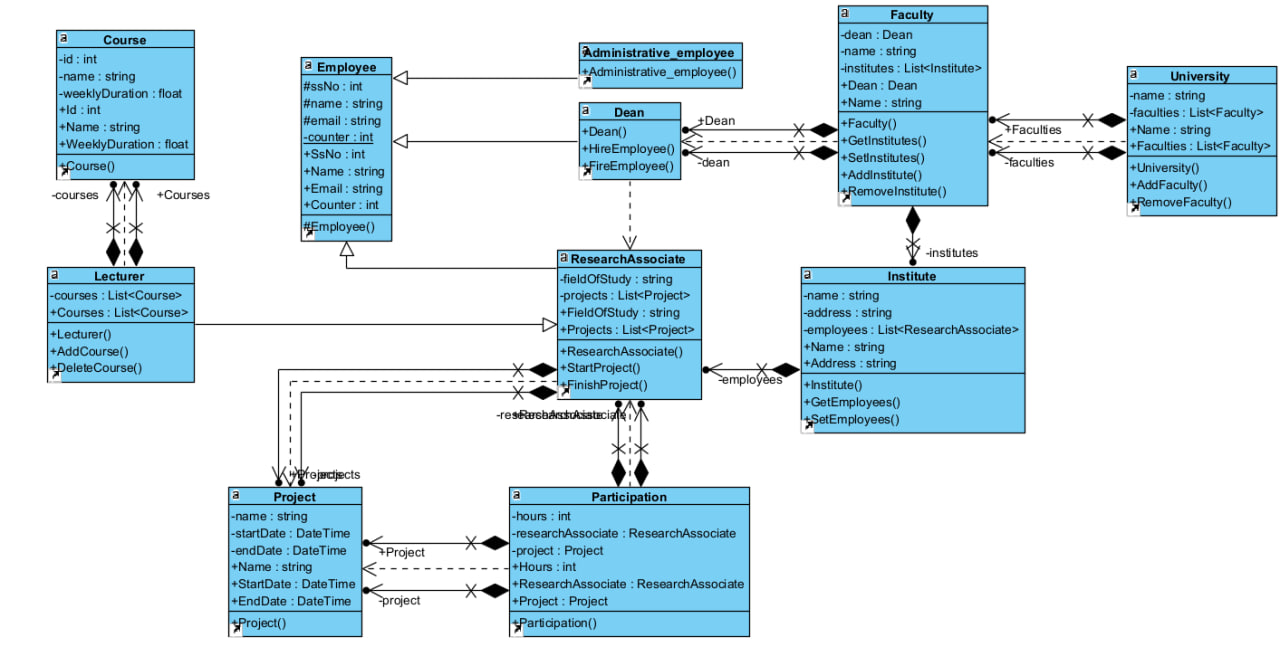 Course
-id : int
-name : string
-weeklyDuration : float
+Id : int
+Name : string
+WeeklyDuration : float
+Course()
-courses
+Courses
Lecturer
-courses : List<Course>
+Courses : List<Course>
+Lecturer()
+AddCourse()
+DeleteCourse()
Employee
#ssNo : int
#name : string
#email : string
-counter : int
+SsNo : int
+Name : string
+Email : string
+Counter : int
#Employee()
Administrative_employee
+Administrative_employee()
Dean
+Dean()
+HireEmployee()
+FireEmployee()
+Dean
-dean
Faculty
-dean : Dean
-name : string
-institutes : List<Institute>
+Dean : Dean
+Name : string
+Faculty()
+GetInstitutes()
+SetInstitutes()
+AddInstitute()
+RemoveInstitute()
+Faculties
-faculties
University
-name : string
-faculties : List<Faculty>
+Name : string
+Faculties : List<Faculty>
+University()
+AddFaculty()
+RemoveFaculty()
-institutes
ResearchAssociate
-fieldOfStudy : string
-projects : List<Project>
+FieldOfStudy : string
+Projects : List<Project>
+ResearchAssociate()
+StartProject()
+FinishProject()
-employees
Institute
-name : string
-address : string
-employees : List<ResearchAssociate>
+Name : string
+Address : string
+Institute()
+GetEmployees()
+SetEmployees()
-researchAssociate
+ResearchAssociate
+Projects
-projects
Project
-name : string
-startDate : DateTime
-endDate : DateTime
+Name : string
+StartDate : DateTime
+EndDate : DateTime
+Project()
+Project
-project
Participation
-hours : int
-researchAssociate : ResearchAssociate
-project : Project
+Hours : int
+ResearchAssociate : ResearchAssociate
+Project : Project
+Participation()